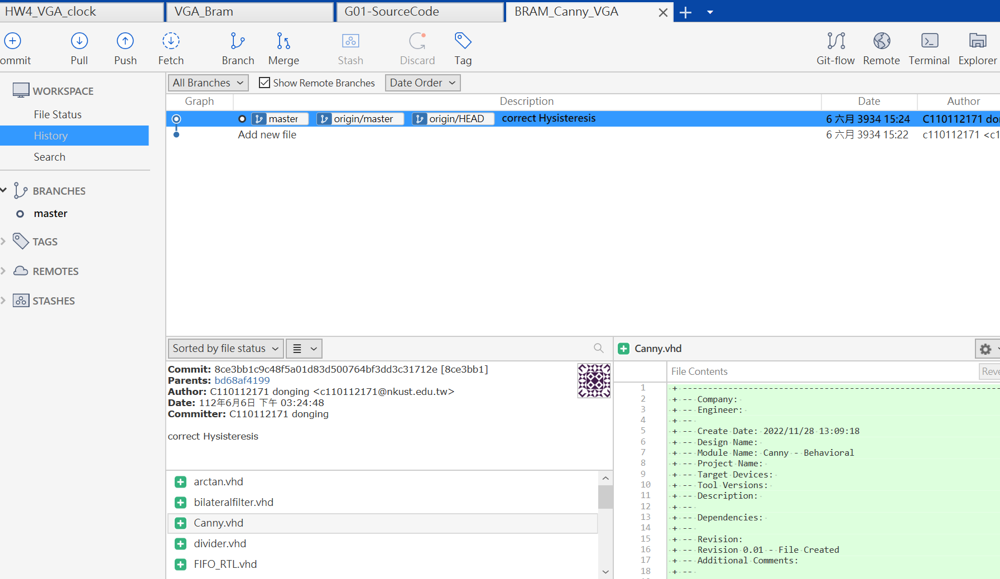 HW4_VGA_clock VGA_Bram G01-SourceCode BRAM_Canny_VGA
ommit Pull Push Fetch Branch Merge Stash Discard Tag Git-flow Remote Terminal Explorer
WORKSPACE
File Status
History
Search
BRANCHES
master
TAGS
REMOTES
STASHES
All Branches Show Remote Branches Date Order
Graph Description Date Author
master origin/master origin/HEAD correct Hysisteresis 6 六月 3934 15:24 C110112171 do
Add new file 6 六月 3934 15:22 c110112171 <c1
Sorted by file status
Commit: 8ce3bb1c9c48f5a01d83d500764bf3dd3c31712e [8ce3bb1]
Parents: bd68af4199
Author: C110112171 donging <c110112171@nkust.edu.tw>
Date: 112年6月6日 下午 03:24:48
Committer: C110112171 donging
correct Hysisteresis
arctan.vhd
bilateralfilter.vhd
Canny.vhd
divider.vhd
FIFO_RTL.vhd
Canny.vhd
File Contents Reve
1 + ----------------------------------------------------------------
2 + -- Company:
3 + -- Engineer:
4 + --
5 + -- Create Date: 2022/11/28 13:09:18
6 + -- Design Name:
7 + -- Module Name: Canny - Behavioral
8 + -- Project Name:
9 + -- Target Devices:
10 + -- Tool Versions:
11 + -- Description:
12 + --
13 + -- Dependencies:
14 + --
15 + -- Revision:
16 + -- Revision 0.01 - File Created
17 + -- Additional Comments:
18 + --